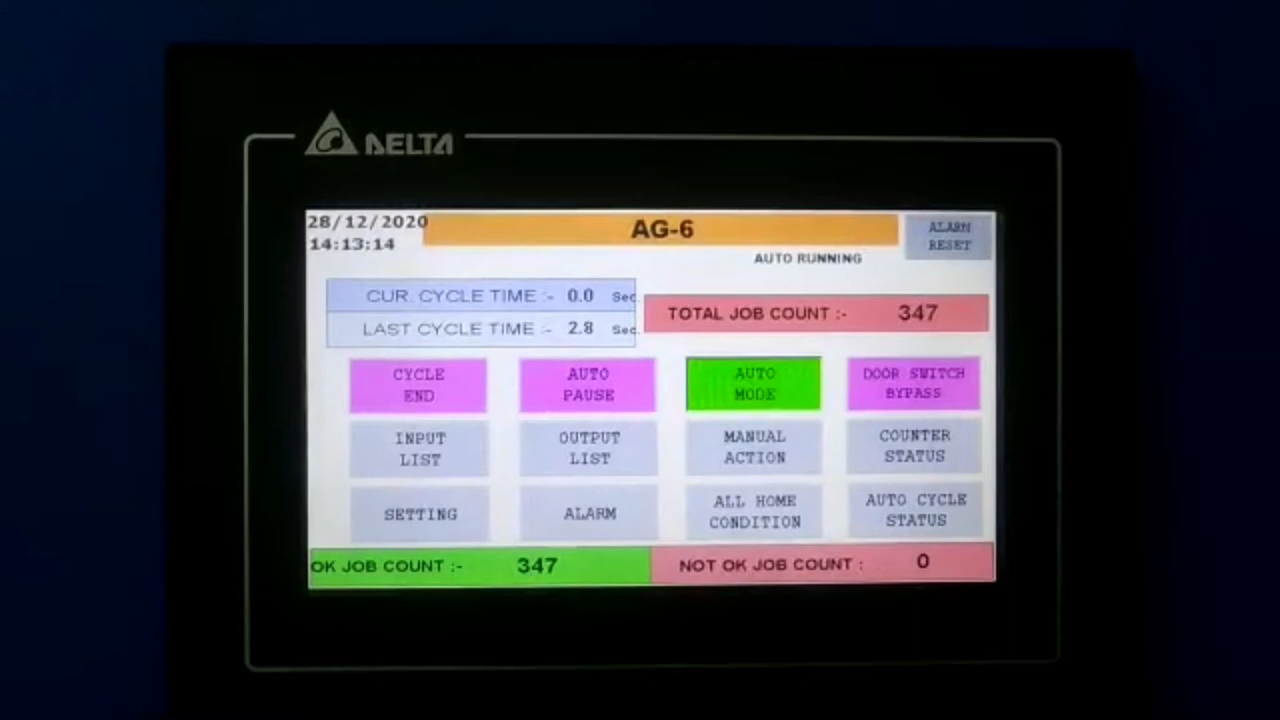 DELTA
28/12/2020
AG-6
ALARM
RESET
14:13:14
AUTO RUNNING
CUR. CYCLE TIME :- 0.0 Sec.
TOTAL JOB COUNT :- 347
LAST CYCLE TIME :- 2.8 Sec.
CYCLE
END
AUTO
PAUSE
AUTO
MODE
DOOR SWITCH
BYPASS
INPUT
LIST
OUTPUT
LIST
MANUAL
ACTION
COUNTER
STATUS
SETTING
ALARM
ALL HOME
CONDITION
AUTO CYCLE
STATUS
OK JOB COUNT :- 347
NOT OK JOB COUNT : 0